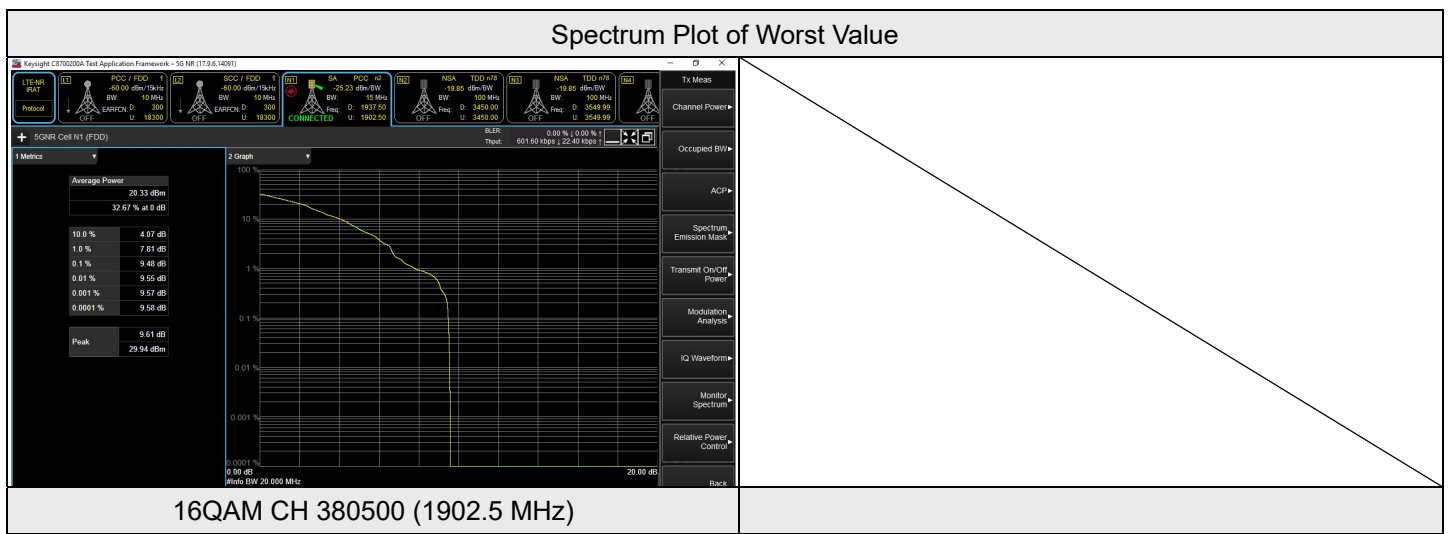 Spectrum Plot of Worst Value
Keysight C8700200A Test Application Framework – 5G NR (17.9.6.14091)
LTE-NR IRAT
Protocol
L1 PCC / FDD 1
-60.00 dBm/15kHz
BW: 10 MHz
EARFCN: D: 300
OFF U: 18300
L2 SCC / FDD 1
-60.00 dBm/15kHz
BW: 10 MHz
EARFCN: D: 300
OFF U: 18300
N1 SA PCC n2
-25.23 dBm/BW
BW: 15 MHz
Freq: D: 1937.50
CONNECTED U: 1902.50
N2 NSA TDD n78
-19.85 dBm/BW
BW: 100 MHz
Freq: D: 3450.00
OFF U: 3450.00
N3 NSA TDD n78
-19.85 dBm/BW
BW: 100 MHz
Freq: D: 3549.99
OFF U: 3549.99
N4
OFF
+ 5GNR Cell N1 (FDD)
BLER: 0.00 % ↓ 0.00 % ↑
Thput: 601.60 kbps ↓ 22.40 kbps ↑
1 Metrics
Average Power
20.33 dBm
32.67 % at 0 dB
10.0 % 4.07 dB
1.0 % 7.81 dB
0.1 % 9.48 dB
0.01 % 9.55 dB
0.001 % 9.57 dB
0.0001 % 9.58 dB
Peak 9.61 dB
29.94 dBm
2 Graph
100 %
10 %
1 %
0.1 %
0.01 %
0.001 %
0.0001 %
0.00 dB 20.00 dB
#Info BW 20.000 MHz
Tx Meas
Channel Power
Occupied BW
ACP
Spectrum
Emission Mask
Transmit On/Off
Power
Modulation
Analysis
IQ Waveform
Monitor
Spectrum
Relative Power
Control
Back
16QAM CH 380500 (1902.5 MHz)